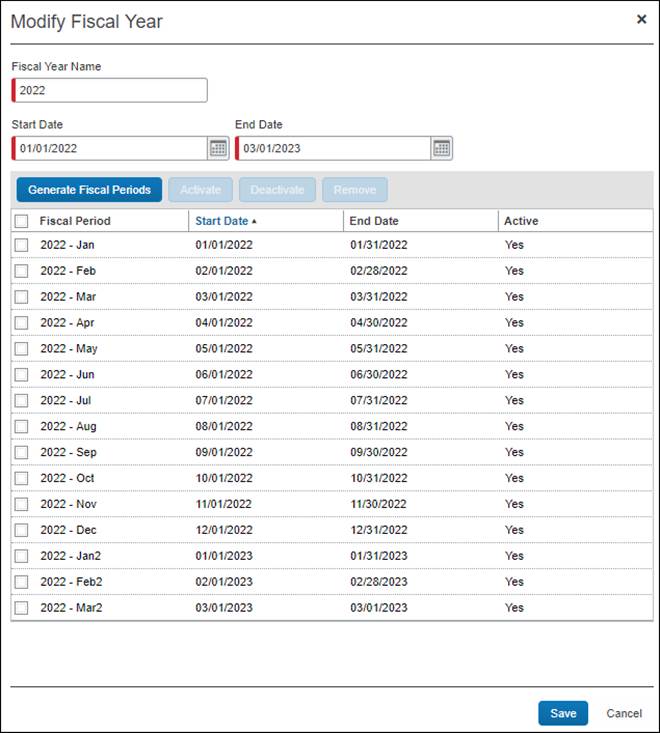 Modify Fiscal Year ×
Fiscal Year Name
2022
Start Date End Date
01/01/2022 03/01/2023
Generate Fiscal Periods Activate Deactivate Remove
Fiscal Period Start Date ▲ End Date Active
2022 - Jan 01/01/2022 01/31/2022 Yes
2022 - Feb 02/01/2022 02/28/2022 Yes
2022 - Mar 03/01/2022 03/31/2022 Yes
2022 - Apr 04/01/2022 04/30/2022 Yes
2022 - May 05/01/2022 05/31/2022 Yes
2022 - Jun 06/01/2022 06/30/2022 Yes
2022 - Jul 07/01/2022 07/31/2022 Yes
2022 - Aug 08/01/2022 08/31/2022 Yes
2022 - Sep 09/01/2022 09/30/2022 Yes
2022 - Oct 10/01/2022 10/31/2022 Yes
2022 - Nov 11/01/2022 11/30/2022 Yes
2022 - Dec 12/01/2022 12/31/2022 Yes
2022 - Jan2 01/01/2023 01/31/2023 Yes
2022 - Feb2 02/01/2023 02/28/2023 Yes
2022 - Mar2 03/01/2023 03/01/2023 Yes
Save Cancel